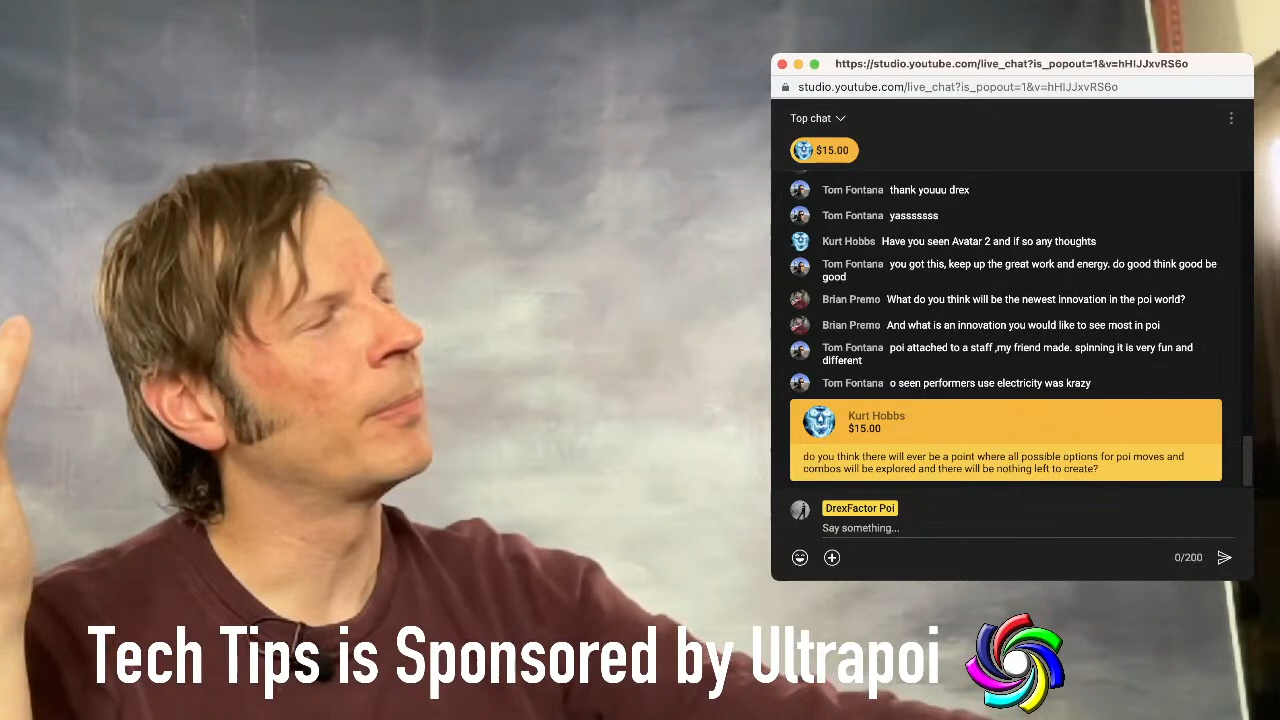 https://studio.youtube.com/live_chat?is_popout=1&v=hHIJJxvRS6o
studio.youtube.com/live_chat?is_popout=1&v=hHIJJxvRS6o
Top chat
$15.00
Tom Fontana thank youuu drex
Tom Fontana yasssssss
Kurt Hobbs Have you seen Avatar 2 and if so any thoughts
Tom Fontana you got this, keep up the great work and energy. do good think good be
good
Brian Premo What do you think will be the newest innovation in the poi world?
Brian Premo And what is an innovation you would like to see most in poi
Tom Fontana poi attached to a staff ,my friend made. spinning it is very fun and
different
Tom Fontana o seen performers use electricity was krazy
Kurt Hobbs
$15.00
do you think there will ever be a point where all possible options for poi moves and
combos will be explored and there will be nothing left to create?
DrexFactor Poi
Say something...
0/200
Tech Tips is Sponsored by Ultrapoi